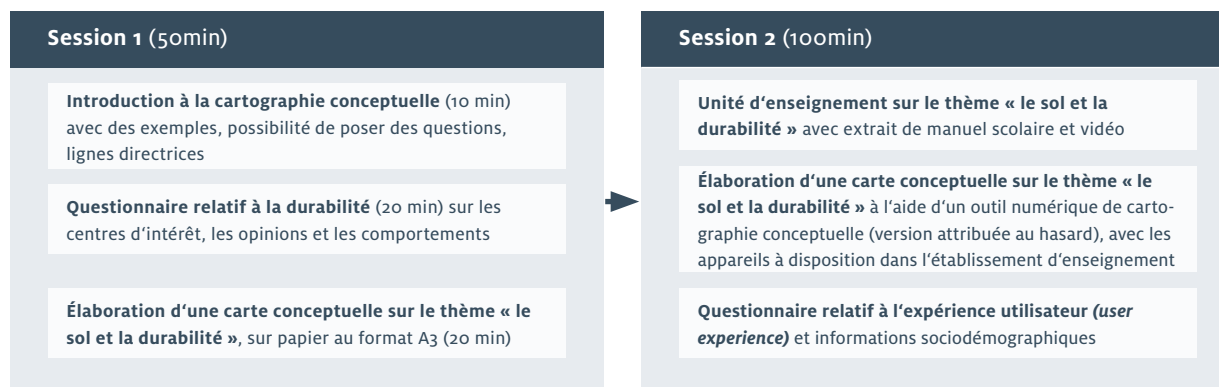 Session 1 (50min)
Introduction à la cartographie conceptuelle (10 min)
avec des exemples, possibilité de poser des questions,
lignes directrices
Questionnaire relatif à la durabilité (20 min) sur les
centres d‘intérêt, les opinions et les comportements
Élaboration d‘une carte conceptuelle sur le thème « le
sol et la durabilité », sur papier au format A3 (20 min)
Session 2 (100min)
Unité d‘enseignement sur le thème « le sol et la
durabilité » avec extrait de manuel scolaire et vidéo
Élaboration d‘une carte conceptuelle sur le thème « le
sol et la durabilité » à l‘aide d‘un outil numérique de carto-
graphie conceptuelle (version attribuée au hasard), avec les
appareils à disposition dans l‘établissement d‘enseignement
Questionnaire relatif à l‘expérience utilisateur (user
experience) et informations sociodémographiques